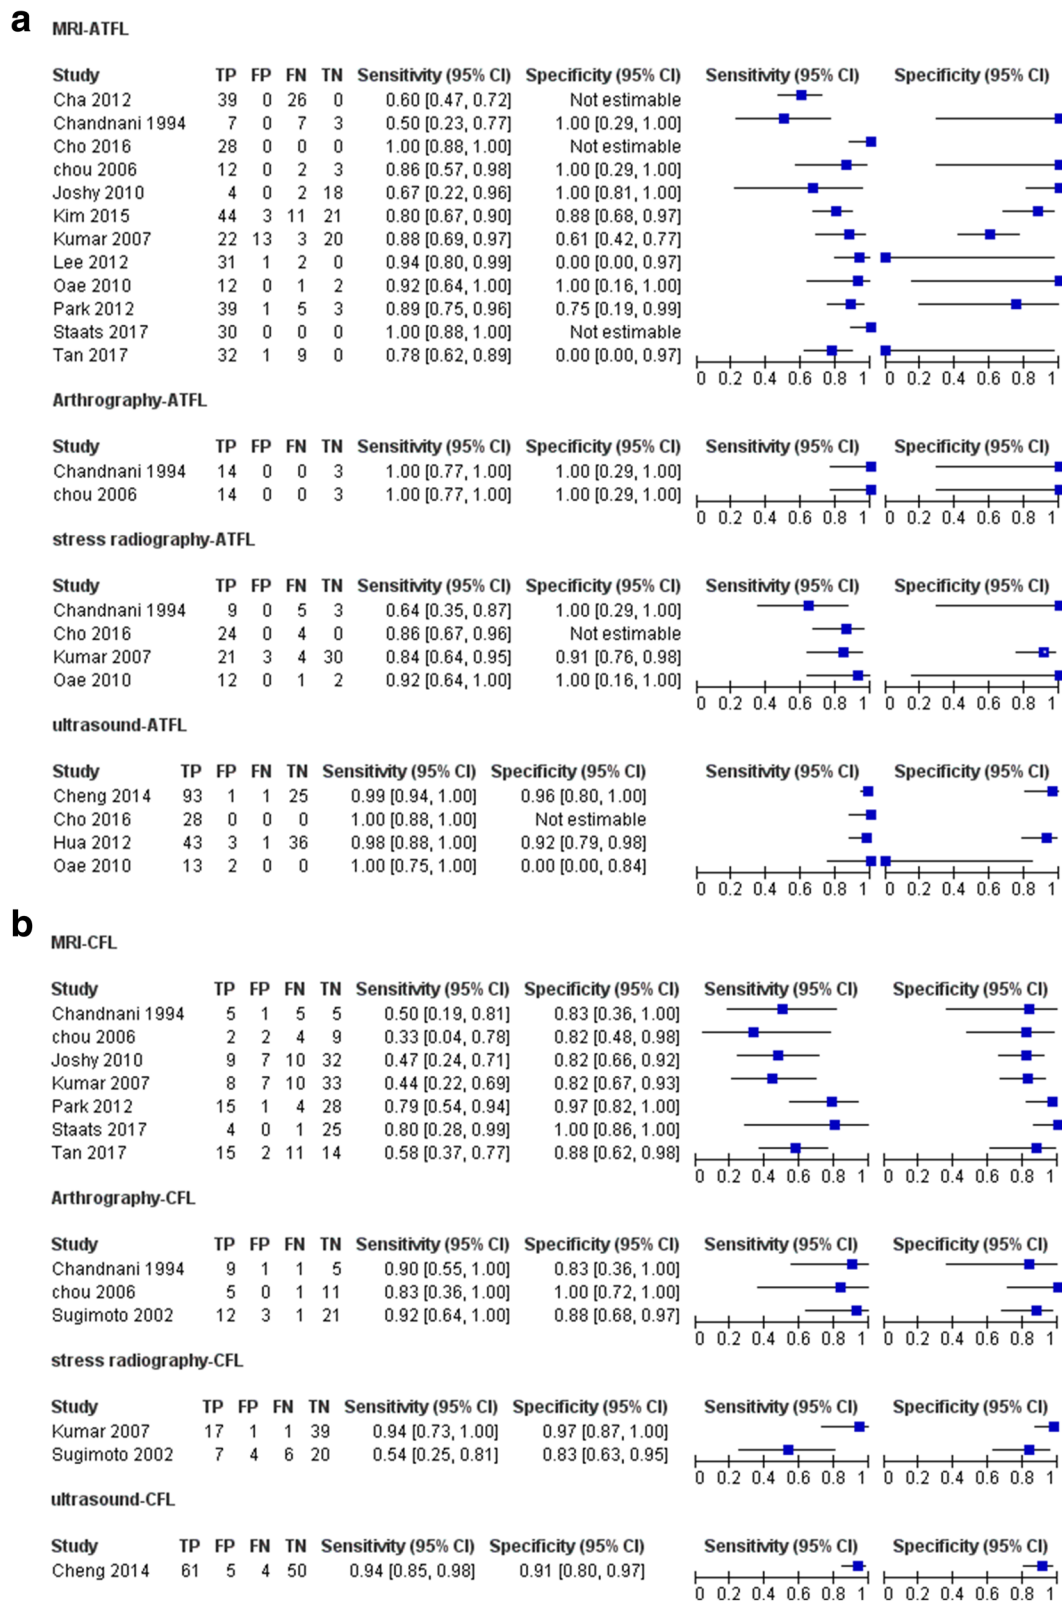 a
MRI-ATFL
Study TP FP FN TN Sensitivity (95% CI) Specificity (95% CI) Sensitivity (95% CI) Specificity (95% CI)
Cha 2012 39 0 26 0 0.60 [0.47, 0.72] Not estimable
Chandnani 1994 7 0 7 3 0.50 [0.23, 0.77] 1.00 [0.29, 1.00]
Cho 2016 28 0 0 0 1.00 [0.88, 1.00] Not estimable
chou 2006 12 0 2 3 0.86 [0.57, 0.98] 1.00 [0.29, 1.00]
Joshy 2010 4 0 2 18 0.67 [0.22, 0.96] 1.00 [0.81, 1.00]
Kim 2015 44 3 11 21 0.80 [0.67, 0.90] 0.88 [0.68, 0.97]
Kumar 2007 22 13 3 20 0.88 [0.69, 0.97] 0.61 [0.42, 0.77]
Lee 2012 31 1 2 0 0.94 [0.80, 0.99] 0.00 [0.00, 0.97]
Oae 2010 12 0 1 2 0.92 [0.64, 1.00] 1.00 [0.16, 1.00]
Park 2012 39 1 5 3 0.89 [0.75, 0.96] 0.75 [0.19, 0.99]
Staats 2017 30 0 0 0 1.00 [0.88, 1.00] Not estimable
Tan 2017 32 1 9 0 0.78 [0.62, 0.89] 0.00 [0.00, 0.97]
0 0.2 0.4 0.6 0.8 1 0 0.2 0.4 0.6 0.8 1
Arthrography-ATFL
Study TP FP FN TN Sensitivity (95% CI) Specificity (95% CI) Sensitivity (95% CI) Specificity (95% CI)
Chandnani 1994 14 0 0 3 1.00 [0.77, 1.00] 1.00 [0.29, 1.00]
chou 2006 14 0 0 3 1.00 [0.77, 1.00] 1.00 [0.29, 1.00]
0 0.2 0.4 0.6 0.8 1 0 0.2 0.4 0.6 0.8 1
stress radiography-ATFL
Study TP FP FN TN Sensitivity (95% CI) Specificity (95% CI) Sensitivity (95% CI) Specificity (95% CI)
Chandnani 1994 9 0 5 3 0.64 [0.35, 0.87] 1.00 [0.29, 1.00]
Cho 2016 24 0 4 0 0.86 [0.67, 0.96] Not estimable
Kumar 2007 21 3 4 30 0.84 [0.64, 0.95] 0.91 [0.76, 0.98]
Oae 2010 12 0 1 2 0.92 [0.64, 1.00] 1.00 [0.16, 1.00]
0 0.2 0.4 0.6 0.8 1 0 0.2 0.4 0.6 0.8 1
ultrasound-ATFL
Study TP FP FN TN Sensitivity (95% CI) Specificity (95% CI) Sensitivity (95% CI) Specificity (95% CI)
Cheng 2014 93 1 1 25 0.99 [0.94, 1.00] 0.96 [0.80, 1.00]
Cho 2016 28 0 0 0 1.00 [0.88, 1.00] Not estimable
Hua 2012 43 3 1 36 0.98 [0.88, 1.00] 0.92 [0.79, 0.98]
Oae 2010 13 2 0 0 1.00 [0.75, 1.00] 0.00 [0.00, 0.84]
0 0.2 0.4 0.6 0.8 1 0 0.2 0.4 0.6 0.8 1
b
MRI-CFL
Study TP FP FN TN Sensitivity (95% CI) Specificity (95% CI) Sensitivity (95% CI) Specificity (95% CI)
Chandnani 1994 5 1 5 5 0.50 [0.19, 0.81] 0.83 [0.36, 1.00]
chou 2006 2 2 4 9 0.33 [0.04, 0.78] 0.82 [0.48, 0.98]
Joshy 2010 9 7 10 32 0.47 [0.24, 0.71] 0.82 [0.66, 0.92]
Kumar 2007 8 7 10 33 0.44 [0.22, 0.69] 0.82 [0.67, 0.93]
Park 2012 15 1 4 28 0.79 [0.54, 0.94] 0.97 [0.82, 1.00]
Staats 2017 4 0 1 25 0.80 [0.28, 0.99] 1.00 [0.86, 1.00]
Tan 2017 15 2 11 14 0.58 [0.37, 0.77] 0.88 [0.62, 0.98]
0 0.2 0.4 0.6 0.8 1 0 0.2 0.4 0.6 0.8 1
Arthrography-CFL
Study TP FP FN TN Sensitivity (95% CI) Specificity (95% CI) Sensitivity (95% CI) Specificity (95% CI)
Chandnani 1994 9 1 1 5 0.90 [0.55, 1.00] 0.83 [0.36, 1.00]
chou 2006 5 0 1 11 0.83 [0.36, 1.00] 1.00 [0.72, 1.00]
Sugimoto 2002 12 3 1 21 0.92 [0.64, 1.00] 0.88 [0.68, 0.97]
0 0.2 0.4 0.6 0.8 1 0 0.2 0.4 0.6 0.8 1
stress radiography-CFL
Study TP FP FN TN Sensitivity (95% CI) Specificity (95% CI) Sensitivity (95% CI) Specificity (95% CI)
Kumar 2007 17 1 1 39 0.94 [0.73, 1.00] 0.97 [0.87, 1.00]
Sugimoto 2002 7 4 6 20 0.54 [0.25, 0.81] 0.83 [0.63, 0.95]
0 0.2 0.4 0.6 0.8 1 0 0.2 0.4 0.6 0.8 1
ultrasound-CFL
Study TP FP FN TN Sensitivity (95% CI) Specificity (95% CI) Sensitivity (95% CI) Specificity (95% CI)
Cheng 2014 61 5 4 50 0.94 [0.85, 0.98] 0.91 [0.80, 0.97]
0 0.2 0.4 0.6 0.8 1 0 0.2 0.4 0.6 0.8 1